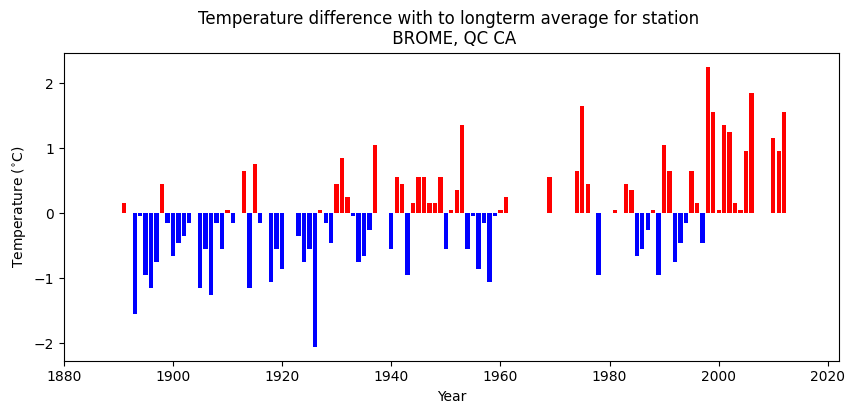 Temperature difference with to longterm average for station
BROME, QC CA
Temperature (°C)
2
1
0
−1
−2
1880 1900 1920 1940 1960 1980 2000 2020
Year